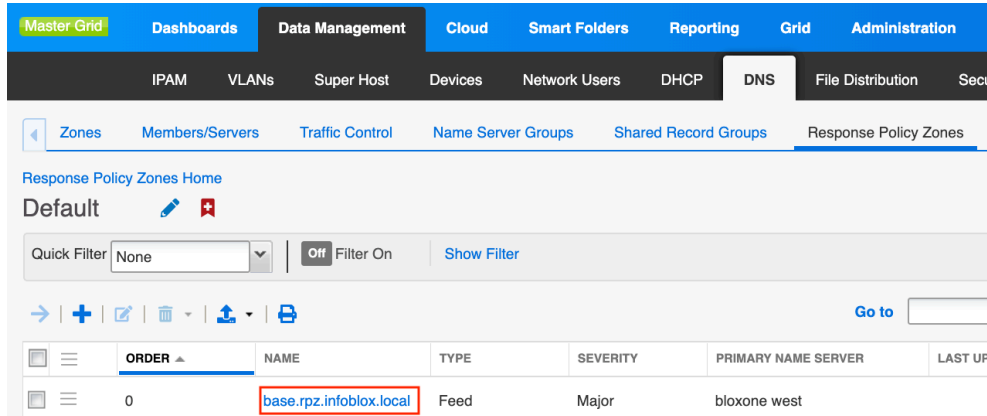 Master Grid Dashboards Data Management Cloud Smart Folders Reporting Grid Administration
IPAM VLANs Super Host Devices Network Users DHCP DNS File Distribution Secu
Zones Members/Servers Traffic Control Name Server Groups Shared Record Groups Response Policy Zones
Response Policy Zones Home
Default
Quick Filter None Off Filter On Show Filter
Go to
ORDER NAME TYPE SEVERITY PRIMARY NAME SERVER LAST UP
0 base.rpz.infoblox.local Feed Major bloxone west